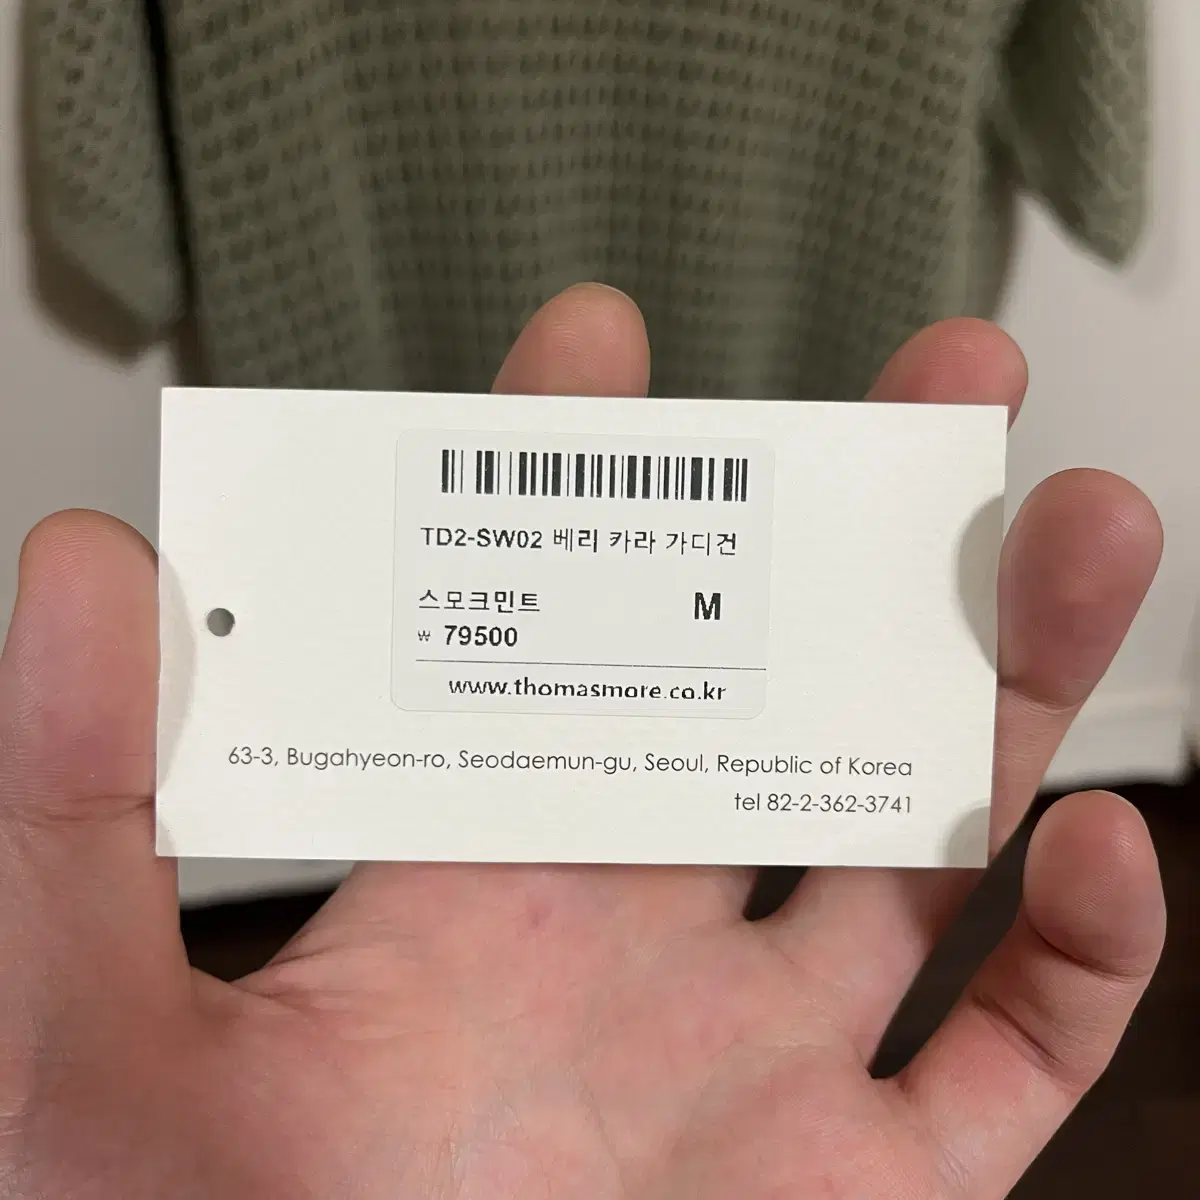 TD2-SW02 베리 카라 가디건
스모크민트 M
₩ 79500
www.thomasmore.co.kr
63-3, Bugahyeon-ro, Seodaemun-gu, Seoul, Republic of Korea
tel 82-2-362-3741